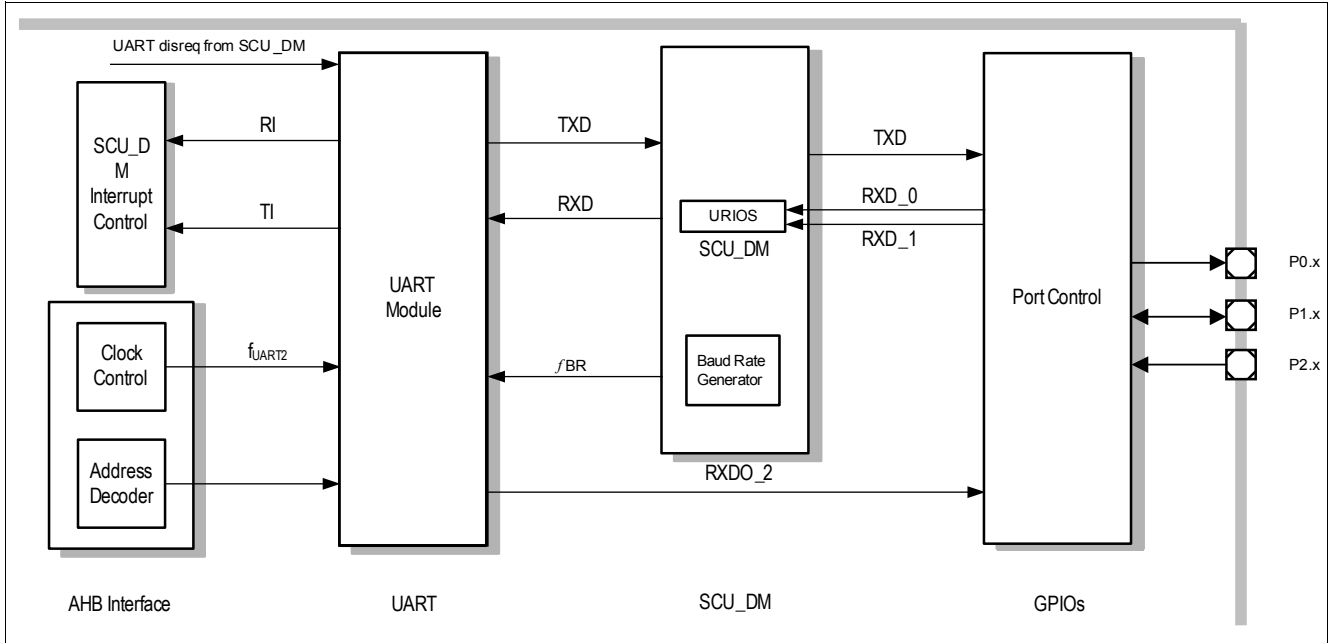 UART disreq from SCU_DM
SCU_D
M
Interrupt
Control
RI
TI
Clock
Control
Address
Decoder
fUART2
UART
Module
TXD
RXD
fBR
URIOS
SCU_DM
Baud Rate
Generator
RXDO_2
TXD
RXD_0
RXD_1
Port Control
P0.x
P1.x
P2.x
AHB Interface
UART
SCU_DM
GPIOs